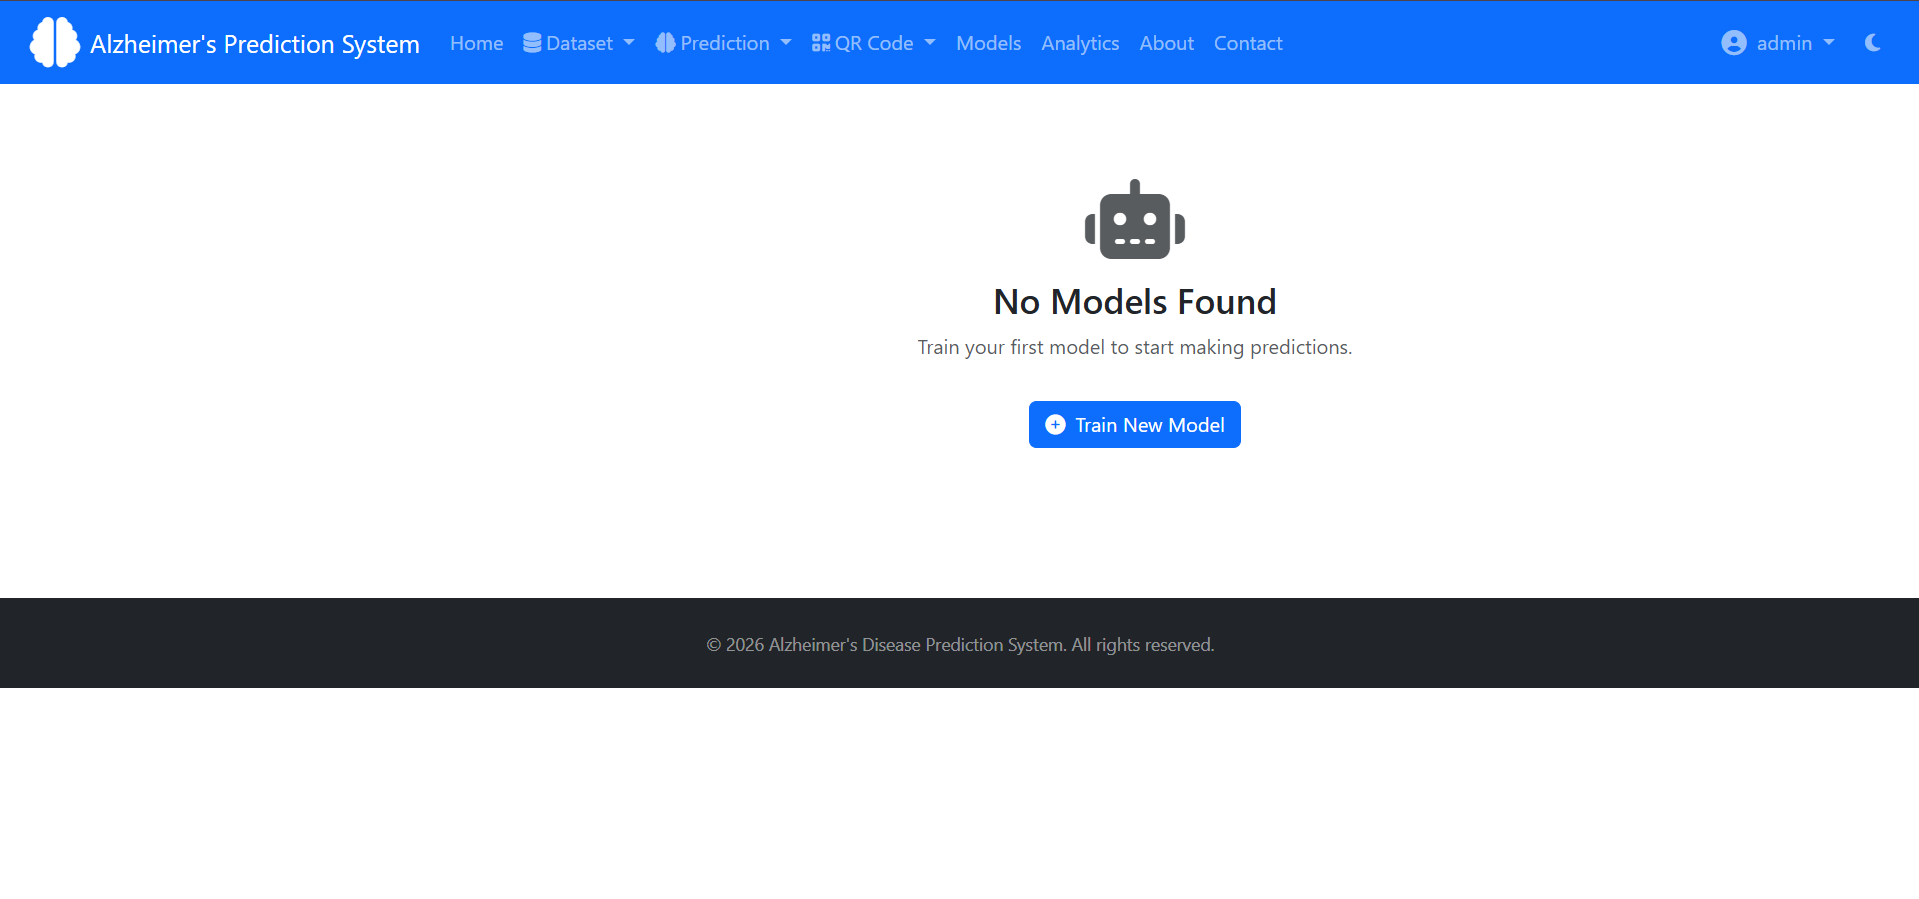 Alzheimer's Prediction System Home Dataset Prediction QR Code Models Analytics About Contact admin
No Models Found
Train your first model to start making predictions.
Train New Model
© 2026 Alzheimer's Disease Prediction System. All rights reserved.